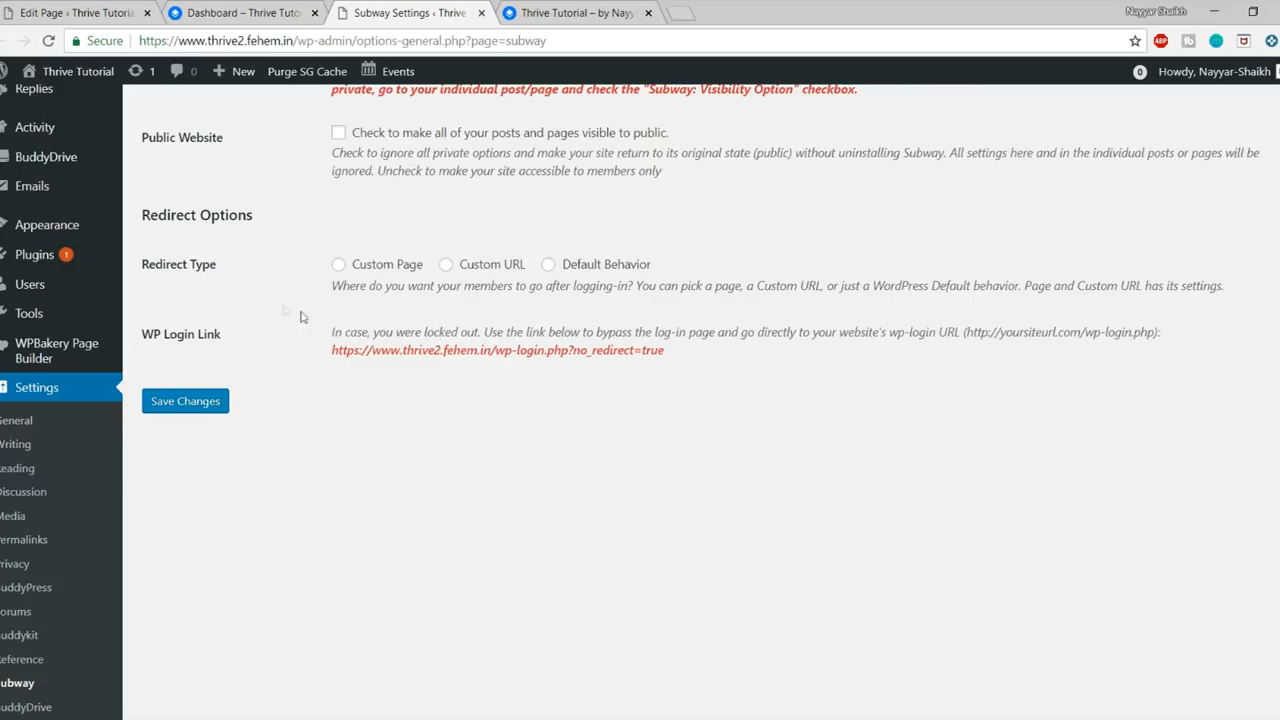 Edit Page ‹ Thrive Tutoria
Dashboard – Thrive Tuto
Subway Settings ‹ Thrive
Thrive Tutorial – by Nayy
Nayyar Shaikh
Secure
https://www.thrive2.fehem.in/wp-admin/options-general.php?page=subway
ABP
Thrive Tutorial
1
0
New
Purge SG Cache
Events
0
Howdy, Nayyar-Shaikh
Replies
Activity
BuddyDrive
Emails
Appearance
Plugins 1
Users
Tools
WPBakery Page
Builder
Settings
General
Writing
Reading
Discussion
Media
Permalinks
Privacy
BuddyPress
Forums
Buddykit
Reference
Subway
BuddyDrive
private, go to your individual post/page and check the "Subway: Visibility Option" checkbox.
Public Website
Check to make all of your posts and pages visible to public.
Check to ignore all private options and make your site return to its original state (public) without uninstalling Subway. All settings here and in the individual posts or pages will be
ignored. Uncheck to make your site accessible to members only
Redirect Options
Redirect Type
Custom Page
Custom URL
Default Behavior
Where do you want your members to go after logging-in? You can pick a page, a Custom URL, or just a WordPress Default behavior. Page and Custom URL has its settings.
WP Login Link
In case, you were locked out. Use the link below to bypass the log-in page and go directly to your website's wp-login URL (http://yoursiteurl.com/wp-login.php):
https://www.thrive2.fehem.in/wp-login.php?no_redirect=true
Save Changes